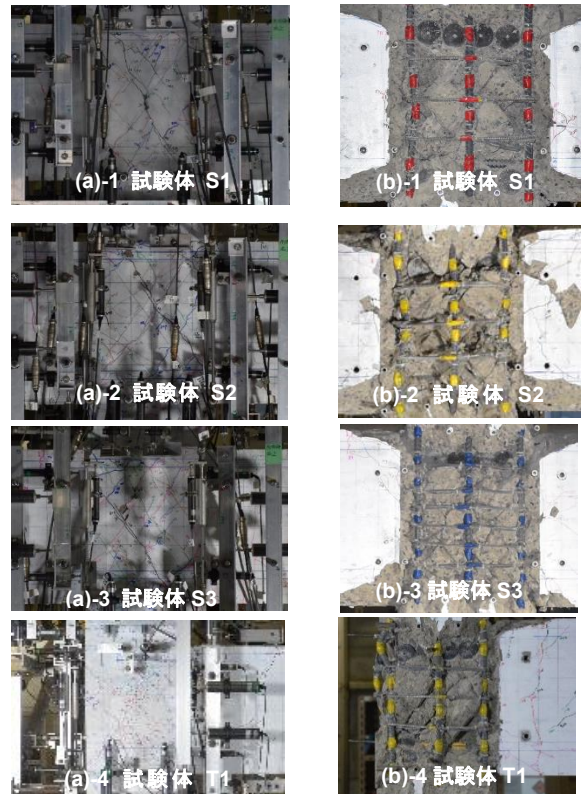 (a)-1 試験体 S1
(b)-1 試験体 S1
(a)-2 試験体 S2
(b)-2 試験体 S2
(a)-3 試験体 S3
(b)-3 試験体 S3
(a)-4 試験体 T1
(b)-4 試験体 T1